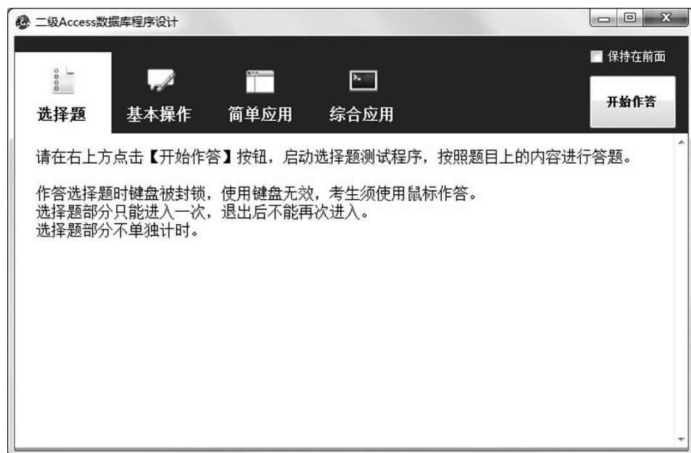 二级Access数据库程序设计
保持在前面
选择题
基本操作
简单应用
综合应用
开始作答
请在右上方点击【开始作答】按钮，启动选择题测试程序，按照题目上的内容进行答题。
作答选择题时键盘被封锁，使用键盘无效，考生须使用鼠标作答。
选择题部分只能进入一次，退出后不能再次进入。
选择题部分不单独计时。